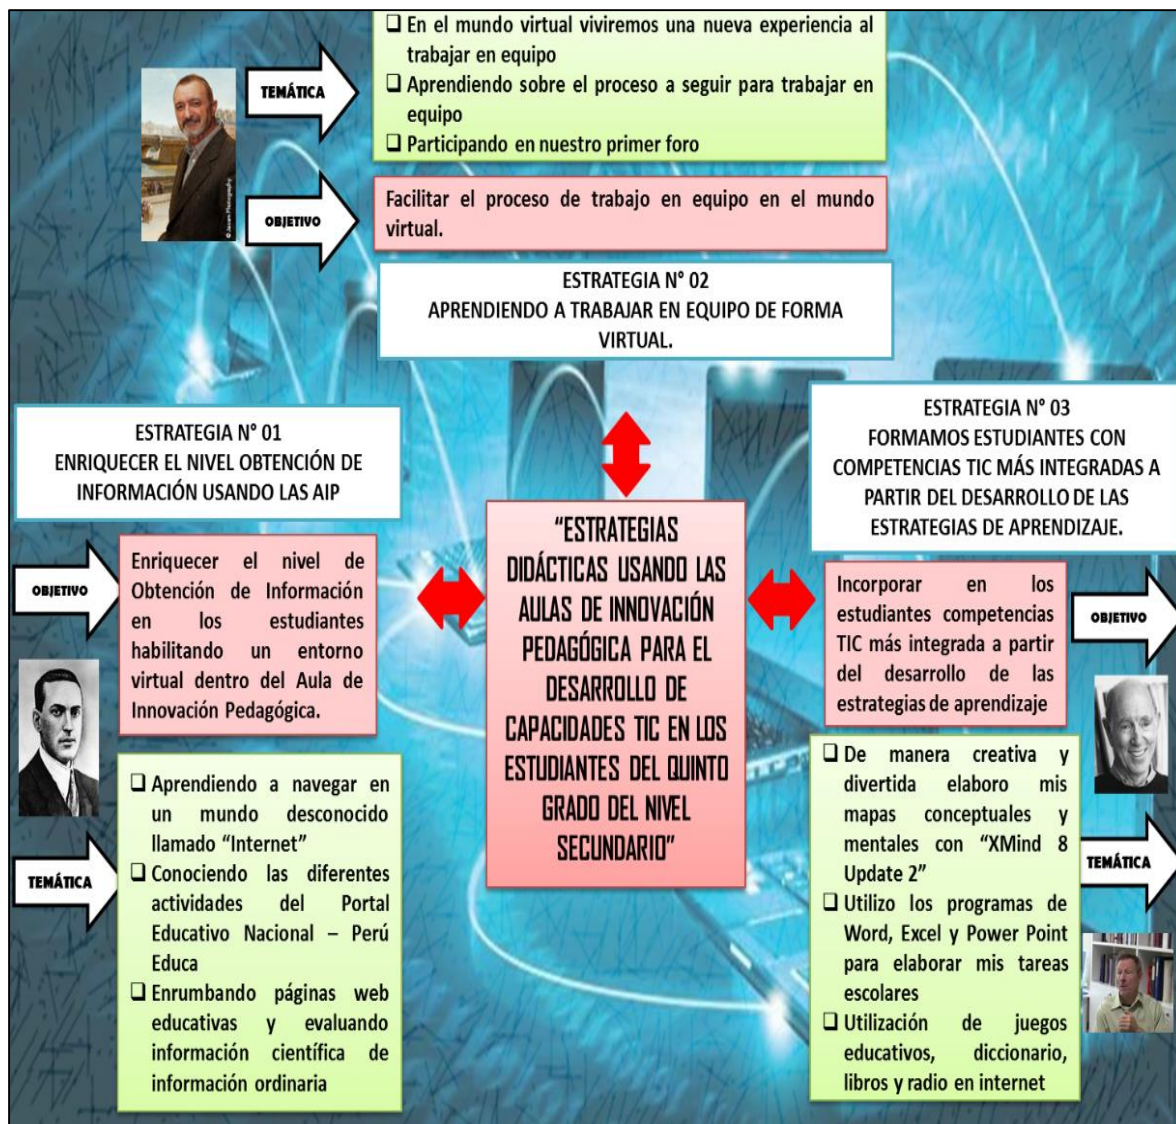 ❑ En el mundo virtual viviremos una nueva experiencia al
trabajar en equipo
❑ Aprendiendo sobre el proceso a seguir para trabajar en
equipo
❑ Participando en nuestro primer foro
TEMÁTICA
Facilitar el proceso de trabajo en equipo en el mundo
virtual.
OBJETIVO
ESTRATEGIA N° 02
APRENDIENDO A TRABAJAR EN EQUIPO DE FORMA
VIRTUAL.
ESTRATEGIA N° 01
ENRIQUECER EL NIVEL OBTENCIÓN DE
INFORMACIÓN USANDO LAS AIP
OBJETIVO
Enriquecer el nivel de
Obtención de Información
en los estudiantes
habilitando un entorno
virtual dentro del Aula de
Innovación Pedagógica.
TEMÁTICA
❑ Aprendiendo a navegar en
un mundo desconocido
llamado “Internet”
❑ Conociendo las diferentes
actividades del Portal
Educativo Nacional – Perú
Educa
❑ Enrumbando páginas web
educativas y evaluando
información científica de
información ordinaria
“ESTRATEGIAS
DIDÁCTICAS USANDO LAS
AULAS DE INNOVACIÓN
PEDAGÓGICA PARA EL
DESARROLLO DE
CAPACIDADES TIC EN LOS
ESTUDIANTES DEL QUINTO
GRADO DEL NIVEL
SECUNDARIO”
ESTRATEGIA N° 03
FORMAMOS ESTUDIANTES CON
COMPETENCIAS TIC MÁS INTEGRADAS A
PARTIR DEL DESARROLLO DE LAS
ESTRATEGIAS DE APRENDIZAJE.
Incorporar en los
estudiantes competencias
TIC más integrada a partir
del desarrollo de las
estrategias de aprendizaje
OBJETIVO
❑ De manera creativa y
divertida elaboro mis
mapas conceptuales y
mentales con “XMind 8
Update 2”
❑ Utilizo los programas de
Word, Excel y Power Point
para elaborar mis tareas
escolares
❑ Utilización de juegos
educativos, diccionario,
libros y radio en internet
TEMÁTICA